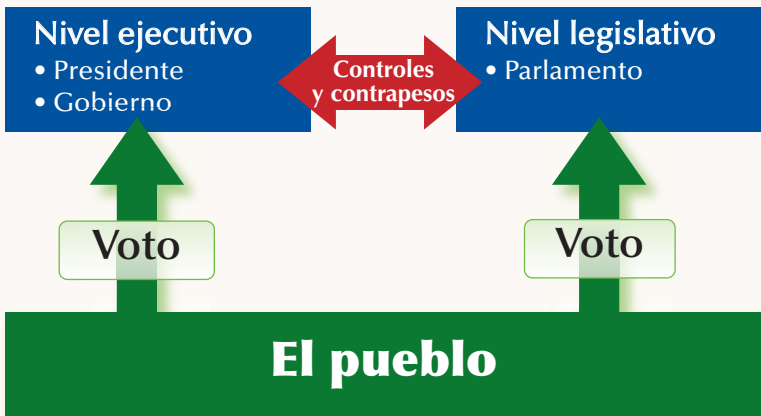 Nivel ejecutivo
• Presidente
• Gobierno
Controles
y contrapesos
Nivel legislativo
• Parlamento
Voto
Voto
El pueblo